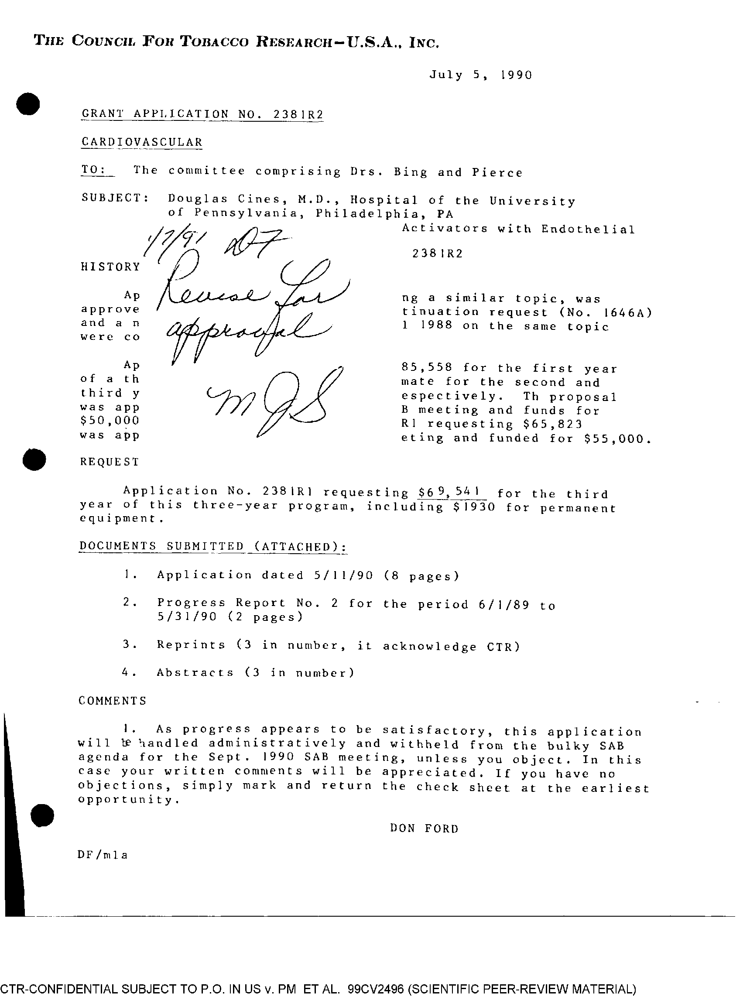 THE COUNCIL FOR TOBACCO RESEARCH-U.S.A., INC.
July 5, 1990
GRANT APPLICATION NO. 2381R2
CARDIOVASCULAR
TO: The committee comprising Drs. Bing and Pierce
SUBJECT: Douglas Cines, M.D., Hospital of the University
of Pennsylvania, Philadelphia, PA
Activators with Endothelial
1/7/91 DF
2381R2
HISTORY
Revise for
approval
MJS
Ap ng a similar topic, was
approve tinuation request (No. 1646A)
and a n 1 1988 on the same topic
were co
Ap 85,558 for the first year
of a th mate for the second and
third y espectively. Th proposal
was app B meeting and funds for
$50,000 R1 requesting $65,823
was app eting and funded for $55,000.
REQUEST
Application No. 2381R1 requesting $69,541 for the third
year of this three-year program, including $1930 for permanent
equipment.
DOCUMENTS SUBMITTED (ATTACHED):
1. Application dated 5/11/90 (8 pages)
2. Progress Report No. 2 for the period 6/1/89 to
5/31/90 (2 pages)
3. Reprints (3 in number, it acknowledge CTR)
4. Abstracts (3 in number)
COMMENTS
1. As progress appears to be satisfactory, this application
will be handled administratively and withheld from the bulky SAB
agenda for the Sept. 1990 SAB meeting, unless you object. In this
case your written comments will be appreciated. If you have no
objections, simply mark and return the check sheet at the earliest
opportunity.
DON FORD
DF/mla
CTR-CONFIDENTIAL SUBJECT TO P.O. IN US v. PM ET AL. 99CV2496 (SCIENTIFIC PEER-REVIEW MATERIAL)